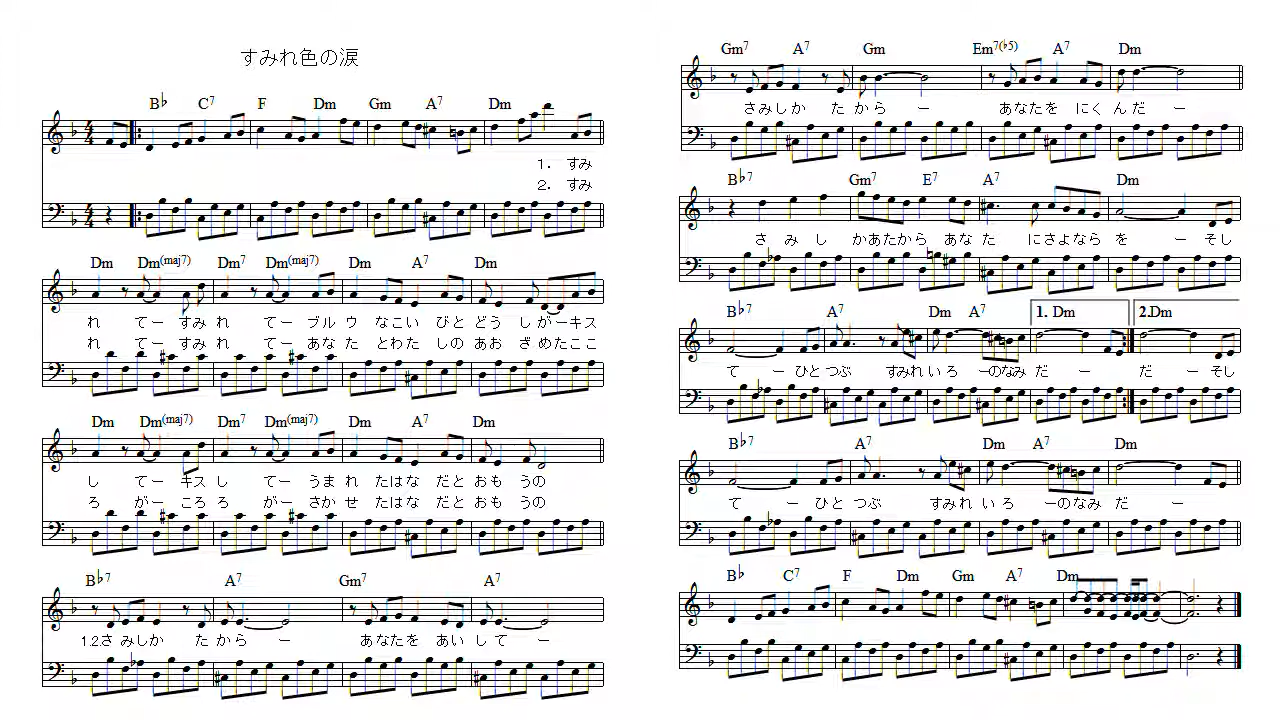 すみれ色の涙
B♭ C7 F Dm Gm A7 Dm
1. すみ
2. すみ
Dm Dm(maj7) Dm7 Dm(maj7) Dm A7 Dm
れ てー すみ れ てー ブル ウ なこい びと どう しがーキス
れ てー すみ れ てー あな た とわた しの あお ざ めたここ
Dm Dm(maj7) Dm7 Dm(maj7) Dm A7 Dm
し てー キス し てー うま れ たはな だと おも うの
ろ がー ころ ろ がー さか せ たはな だと おも うの
B♭7 A7 Gm7 A7
1.2.さ みしか た から ー あなたを あい し て ー
Gm7 A7 Gm Em7(♭5) A7 Dm
さみしか た から ー あなたを にく ん だ ー
B♭7 Gm7 E7 A7 Dm
さ み し かあたから あな た にさよなら を ー そし
B♭7 A7 Dm A7 1. Dm 2.Dm
て ー ひと つぶ すみれ い ろ ーのなみ だ ー だ ー そし
B♭7 A7 Dm A7 Dm
て ー ひと つぶ すみ れ い ろ ーのなみ だ ー
B♭ C7 F Dm Gm A7 Dm